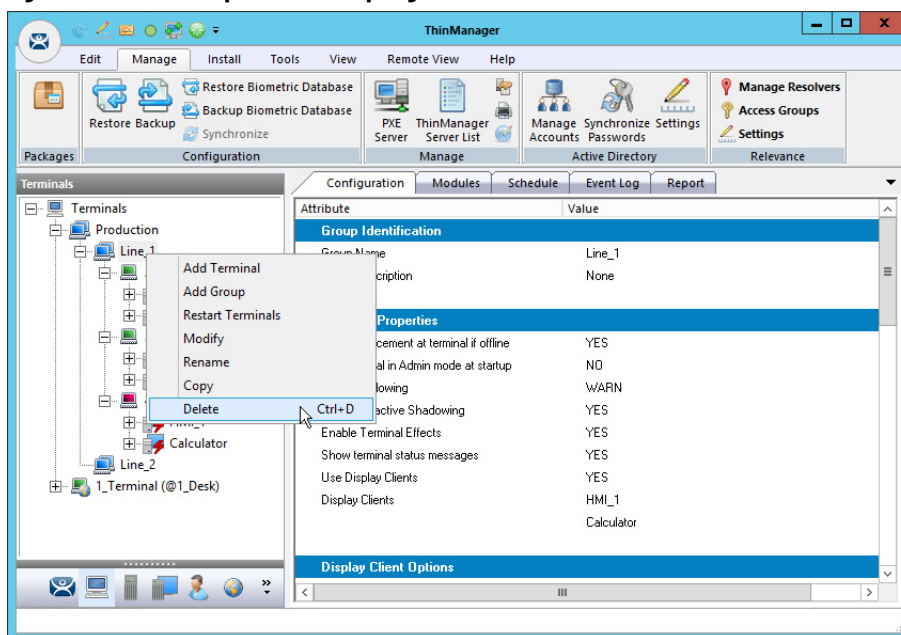 ThinManager
Edit Manage Install Tools View Remote View Help
Restore Backup
Restore Biometric Database
Backup Biometric Database
Synchronize
PXE Server
ThinManager Server List
Manage Accounts
Synchronize Passwords
Settings
Manage Resolvers
Access Groups
Settings
Packages Configuration Manage Active Directory Relevance
Terminals
Configuration Modules Schedule Event Log Report
Terminals
Production
Line_1
Line_2
Calculator
1_Terminal (@1_Desk)
Add Terminal
Add Group
Restart Terminals
Modify
Rename
Copy
Delete Ctrl+D
Attribute Value
Group Identification
Group Name Line_1
cription None
Properties
cement at terminal if offline YES
al in Admin mode at startup NO
lowing WARN
active Shadowing YES
Enable Terminal Effects YES
Show terminal status messages YES
Use Display Clients YES
Display Clients HMI_1
Calculator
Display Client Options